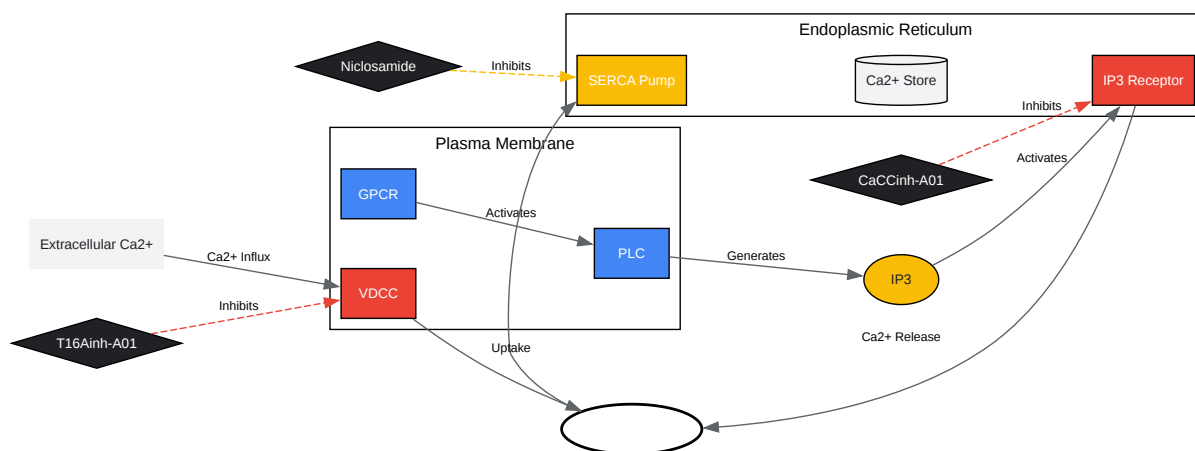 Endoplasmic Reticulum
Niclosamide
Inhibits
SERCA Pump
Ca2+ Store
IP3 Receptor
Inhibits
Plasma Membrane
Activates
CaCCinh-A01
GPCR
Activates
Extracellular Ca2+
Ca2+ Influx
PLC
Generates
IP3
VDCC
Inhibits
T16Ainh-A01
Uptake
Ca2+ Release